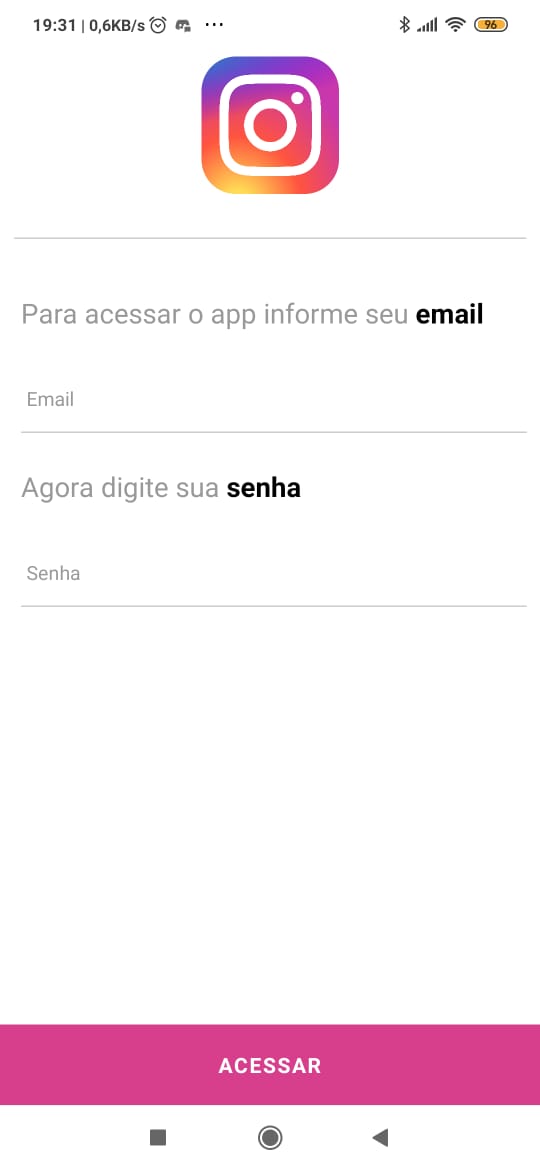 19:31 | 0,6KB/s ...
96
Para acessar o app informe seu email
Email
Agora digite sua senha
Senha
ACESSAR